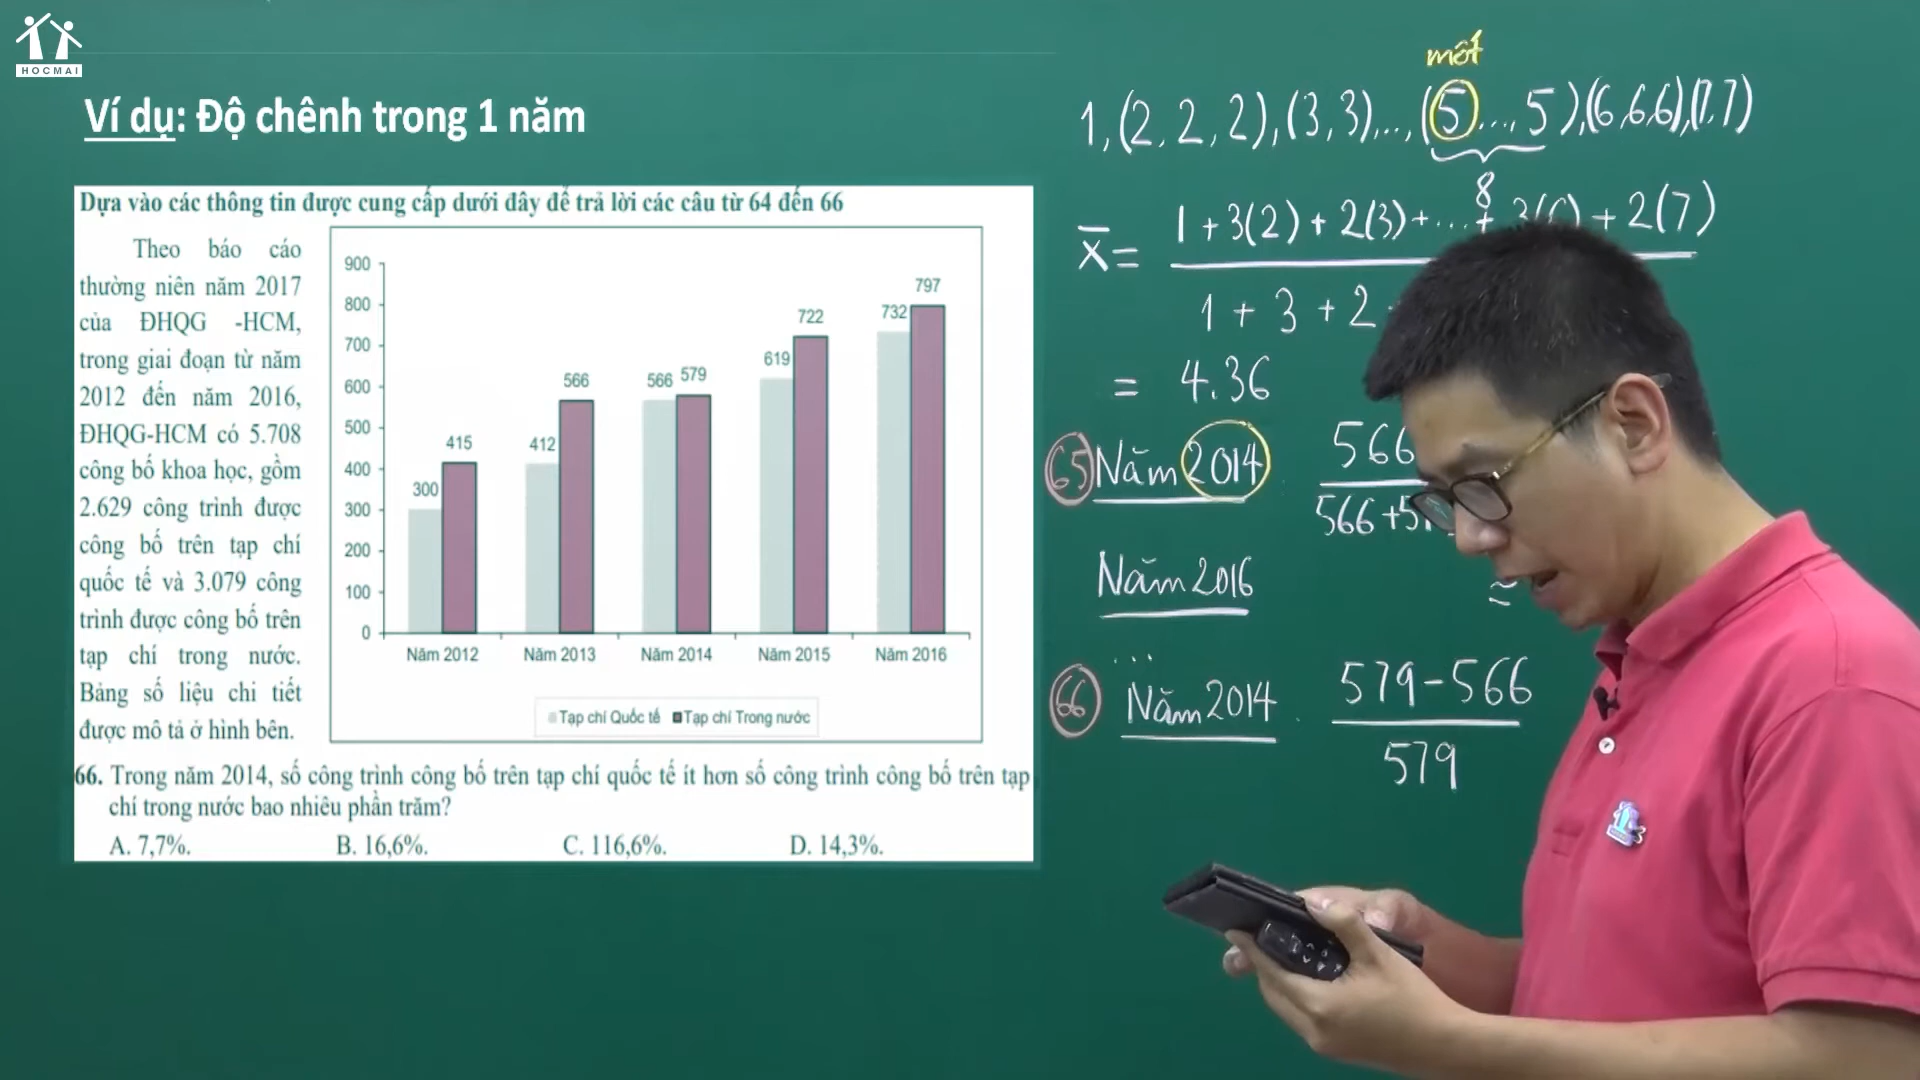 HOCMAI
Ví dụ: Độ chênh trong 1 năm
Dựa vào các thông tin được cung cấp dưới đây để trả lời các câu từ 64 đến 66
Theo báo cáo
thường niên năm 2017
của ĐHQG -HCM,
trong giai đoạn từ năm
2012 đến năm 2016,
ĐHQG-HCM có 5.708
công bố khoa học, gồm
2.629 công trình được
công bố trên tạp chí
quốc tế và 3.079 công
trình được công bố trên
tạp chí trong nước.
Bảng số liệu chi tiết
được mô tả ở hình bên.
900
800
700
600
500
400
300
200
100
0
300 415
412 566
566 579
619 722
732 797
Năm 2012 Năm 2013 Năm 2014 Năm 2015 Năm 2016
Tạp chí Quốc tế Tạp chí Trong nước
66. Trong năm 2014, số công trình công bố trên tạp chí quốc tế ít hơn số công trình công bố trên tạp
chí trong nước bao nhiêu phần trăm?
A. 7,7%. B. 16,6%. C. 116,6%. D. 14,3%.
mốt
1, (2, 2, 2), (3, 3), ..., (5 ..., 5), (6,6,6), (7,7)
8
x̄ = 1 + 3(2) + 2(3) + ... + 3(6) + 2(7)
1 + 3 + 2
= 4.36
65 Năm 2014 566
566+5
Năm 2016 =
...
66 Năm 2014 579-566
579